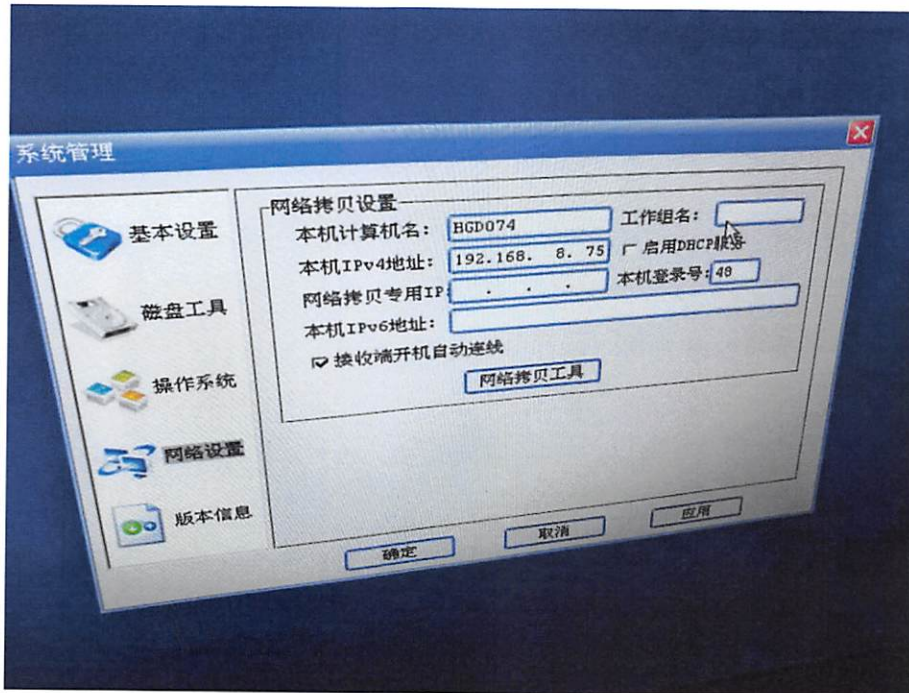 系统管理
基本设置
磁盘工具
操作系统
网络设置
版本信息
网络拷贝设置
本机计算机名: HGD074 工作组名:
本机IPv4地址: 192.168. 8. 75 启用DHCP服务
网络拷贝专用IP: . . . 本机登录号: 48
本机IPv6地址:
接收端开机自动连线
网络拷贝工具
确定 取消 应用